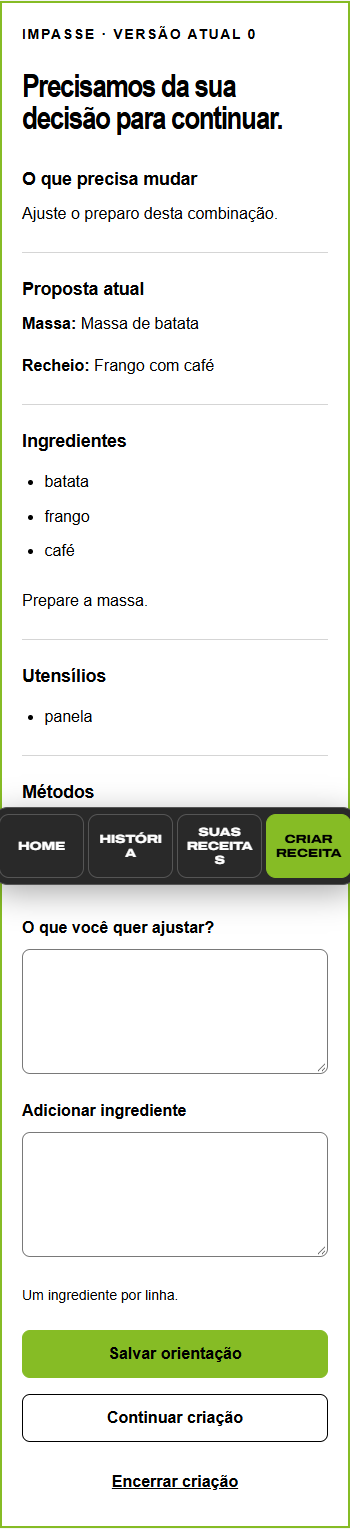 IMPASSE · VERSÃO ATUAL 0
Precisamos da sua
decisão para continuar.
O que precisa mudar
Ajuste o preparo desta combinação.
Proposta atual
Massa: Massa de batata
Recheio: Frango com café
Ingredientes
batata
frango
café
Prepare a massa.
Utensílios
panela
Métodos
HOME
HISTÓRI
A
SUAS
RECEITA
S
CRIAR
RECEITA
O que você quer ajustar?
Adicionar ingrediente
Um ingrediente por linha.
Salvar orientação
Continuar criação
Encerrar criação